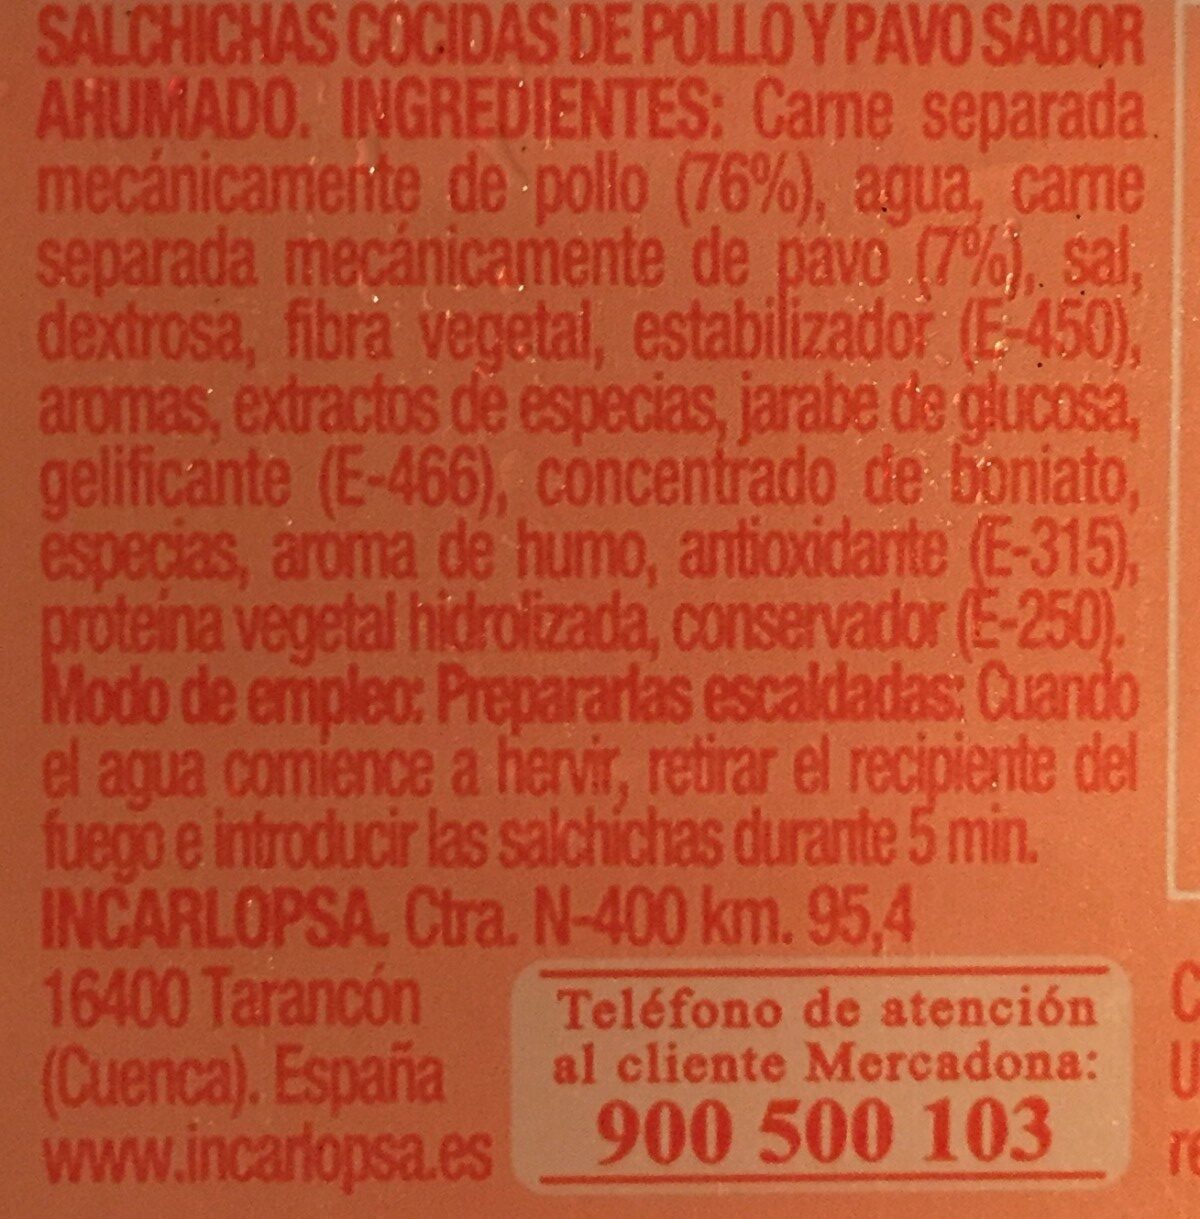 SALCHICHAS COCIDAS DE POLLO Y PAVO SABOR
AHUMADO. INGREDIENTES: Carne separada
mecánicamente de pollo (76%), agua, carne
separada mecánicamente de pavo (7%), sal,
dextrosa, fibra vegetal, estabilizador (E-450),
aromas, extractos de especias, jarabe de glucosa,
gelificante (E-466), concentrado de boniato,
especias, aroma de humo, antioxidante (E-315),
proteína vegetal hidrolizada, conservador (E-250).
Modo de empleo: Prepararlas escaldadas: Cuando
el agua comience a hervir, retirar el recipiente del
fuego e introducir las salchichas durante 5 min.
INCARLOPSA. Ctra. N-400 km. 95,4
16400 Tarancón
(Cuenca). España
www.incarlopsa.es
Teléfono de atención
al cliente Mercadona:
900 500 103